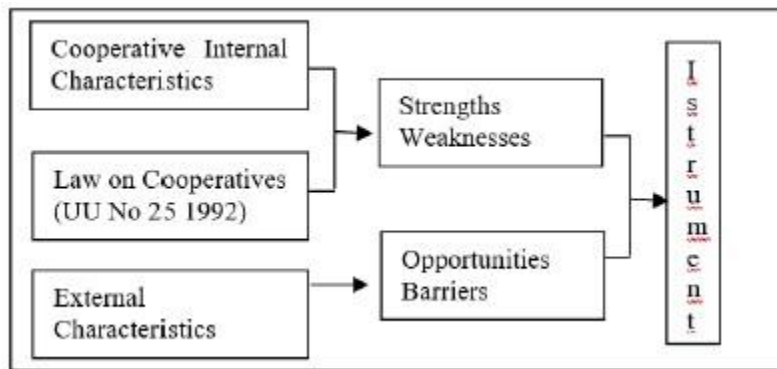 Cooperative Internal
Characteristics
Law on Cooperatives
(UU No 25 1992)
External
Characteristics
Strengths
Weaknesses
Opportunities
Barriers
I
s
t
r
u
m
e
n
t